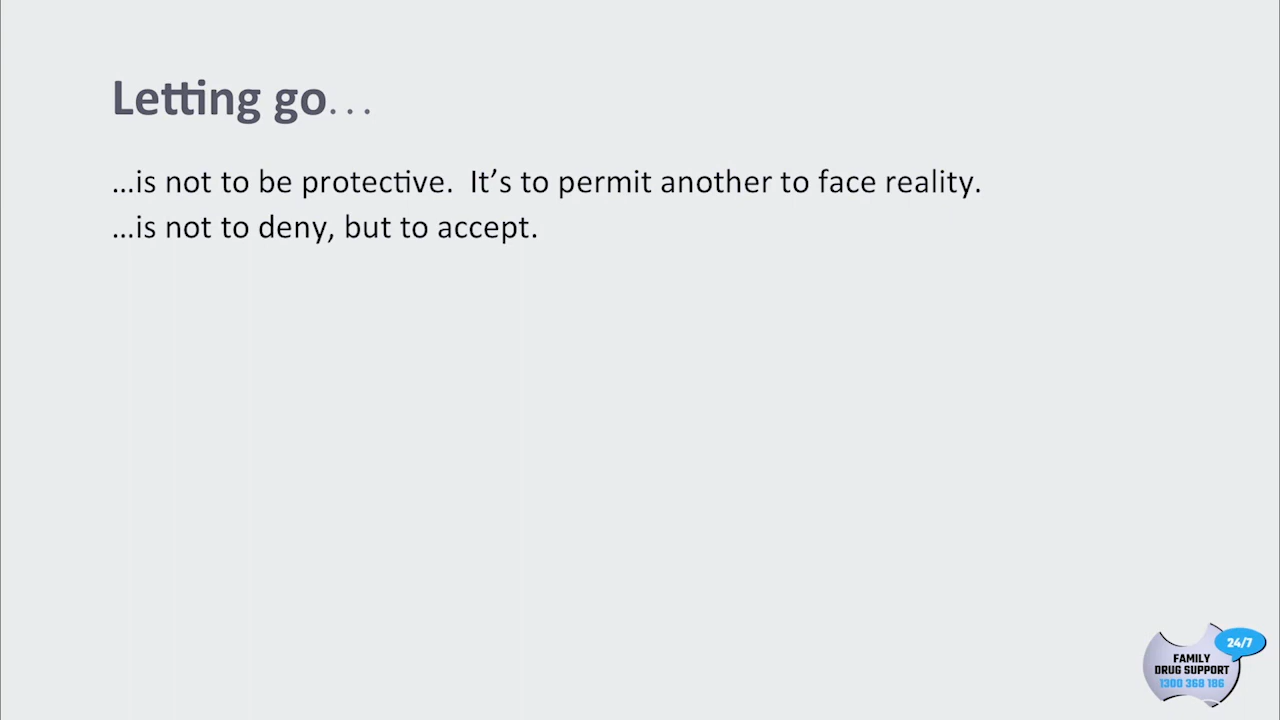 Letting go...
...is not to be protective.  It’s to permit another to face reality.
...is not to deny, but to accept.
24/7
FAMILY
DRUG SUPPORT
1300 368 186